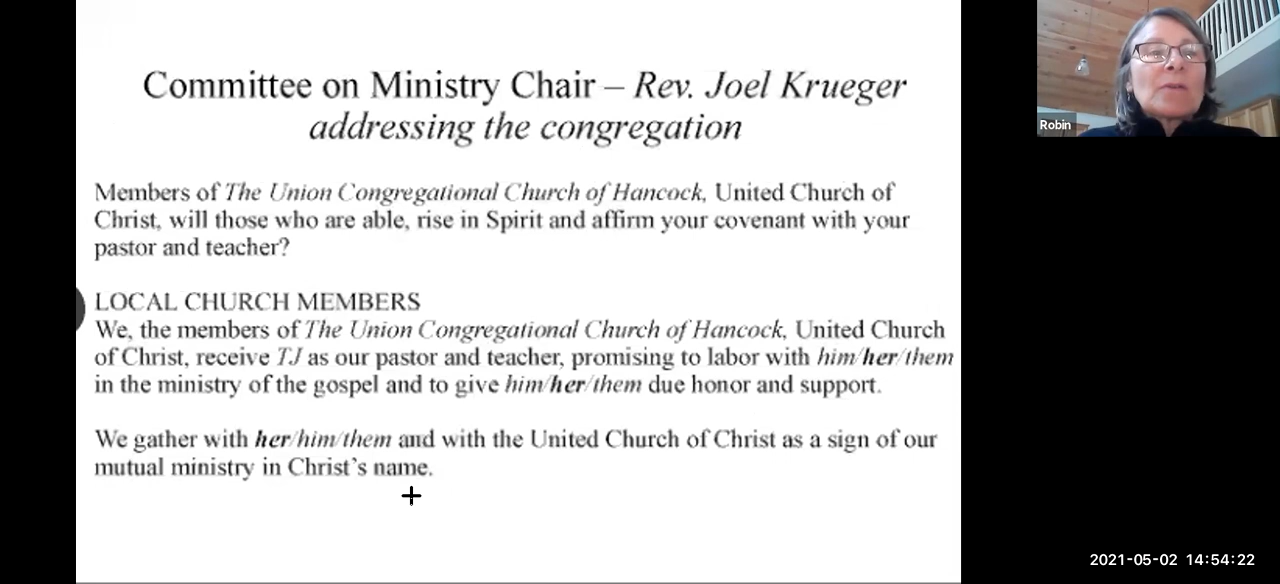 Committee on Ministry Chair – Rev. Joel Krueger
addressing the congregation
Members of The Union Congregational Church of Hancock, United Church of
Christ, will those who are able, rise in Spirit and affirm your covenant with your
pastor and teacher?
LOCAL CHURCH MEMBERS
We, the members of The Union Congregational Church of Hancock, United Church
of Christ, receive TJ as our pastor and teacher, promising to labor with him/her/them
in the ministry of the gospel and to give him/her/them due honor and support.
We gather with her/him/them and with the United Church of Christ as a sign of our
mutual ministry in Christ's name.
Robin
2021-05-02 14:54:22